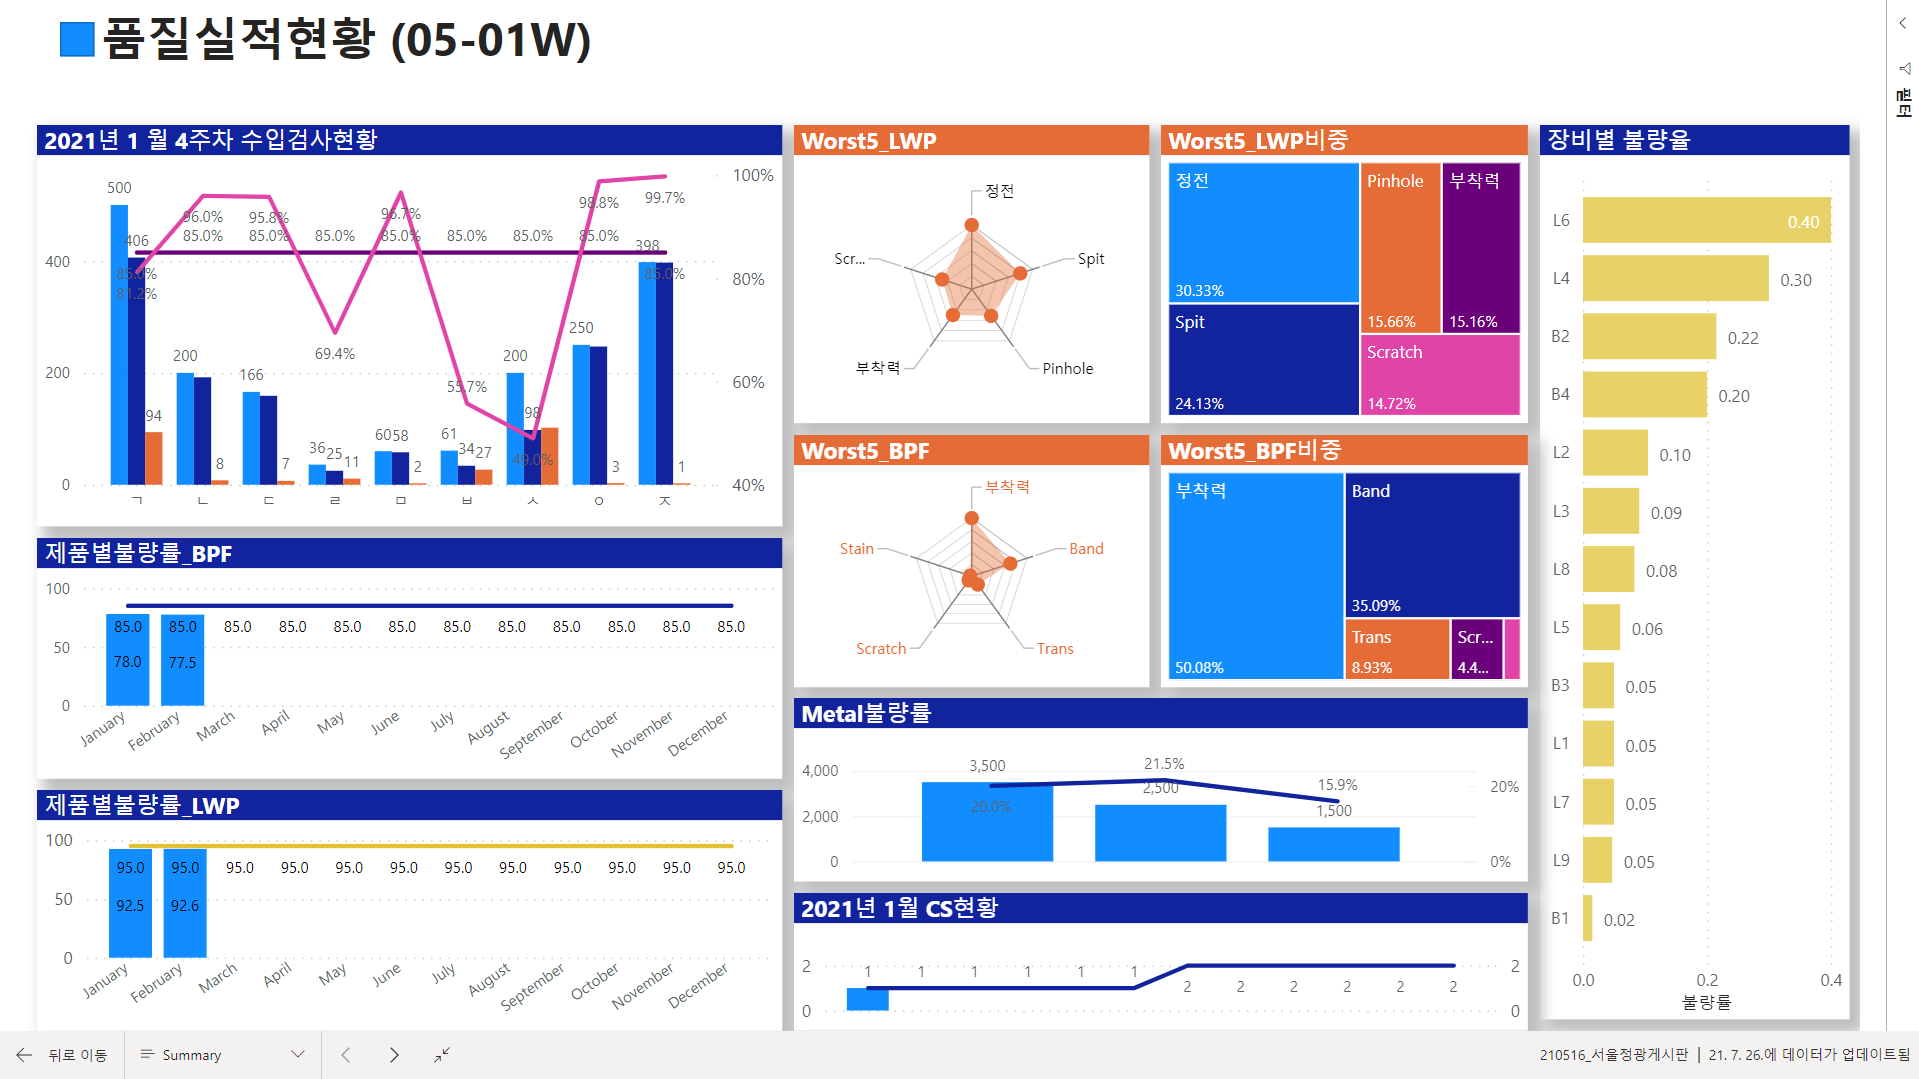 품질실적현황 (05-01W)
필터
2021년 1 월 4주차 수입검사현황
500
406
85.0%
81.2%
94
96.0%
85.0%
200
8
95.8%
85.0%
166
7
85.0%
69.4%
36
25
11
96.7%
85.0%
60
58
2
85.0%
55.7%
61
34
27
85.0%
200
98
49.0%
98.8%
85.0%
250
3
99.7%
398
85.0%
1
400
200
0
100%
80%
60%
40%
ㄱ ㄴ ㄷ ㄹ ㅁ ㅂ ㅅ ㅇ ㅈ
제품별불량률_BPF
100
50
0
85.0 85.0 85.0 85.0 85.0 85.0 85.0 85.0 85.0 85.0 85.0 85.0
78.0 77.5
January February March April May June July August September October November December
제품별불량률_LWP
100
50
0
95.0 95.0 95.0 95.0 95.0 95.0 95.0 95.0 95.0 95.0 95.0 95.0
92.5 92.6
January February March April May June July August September October November December
Worst5_LWP
정전
Spit
Pinhole
부착력
Scr...
Worst5_LWP비중
정전
30.33%
Spit
24.13%
Pinhole
15.66%
부착력
15.16%
Scratch
14.72%
Worst5_BPF
부착력
Band
Trans
Scratch
Stain
Worst5_BPF비중
부착력
50.08%
Band
35.09%
Trans
8.93%
Scr...
4.4...
Metal불량률
4,000
2,000
0
3,500
20.0%
21.5%
2,500
15.9%
1,500
20%
0%
2021년 1월 CS현황
2
0
1 1 1 1 1 1
2 2 2 2 2 2
2
0
장비별 불량율
L6 0.40
L4 0.30
B2 0.22
B4 0.20
L2 0.10
L3 0.09
L8 0.08
L5 0.06
B3 0.05
L1 0.05
L7 0.05
L9 0.05
B1 0.02
0.0 0.2 0.4
불량률
뒤로 이동
Summary
210516_서울정광게시판 | 21. 7. 26.에 데이터가 업데이트됨